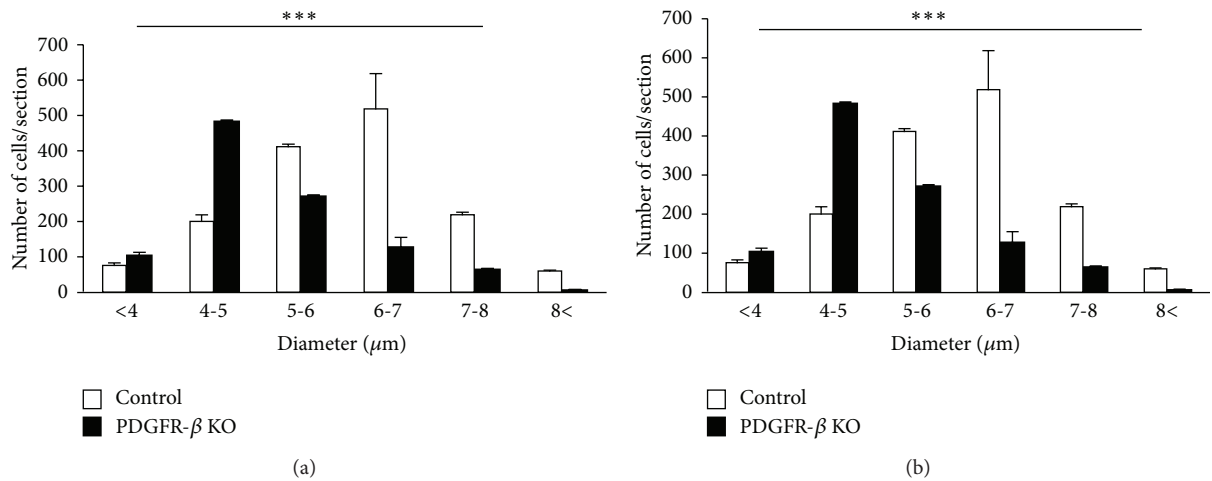 ***
Number of cells/section
700
600
500
400
300
200
100
0
<4 4-5 5-6 6-7 7-8 8<
Diameter (μm)
Control
PDGFR-β KO
(a)
***
Number of cells/section
700
600
500
400
300
200
100
0
<4 4-5 5-6 6-7 7-8 8<
Diameter (μm)
Control
PDGFR-β KO
(b)